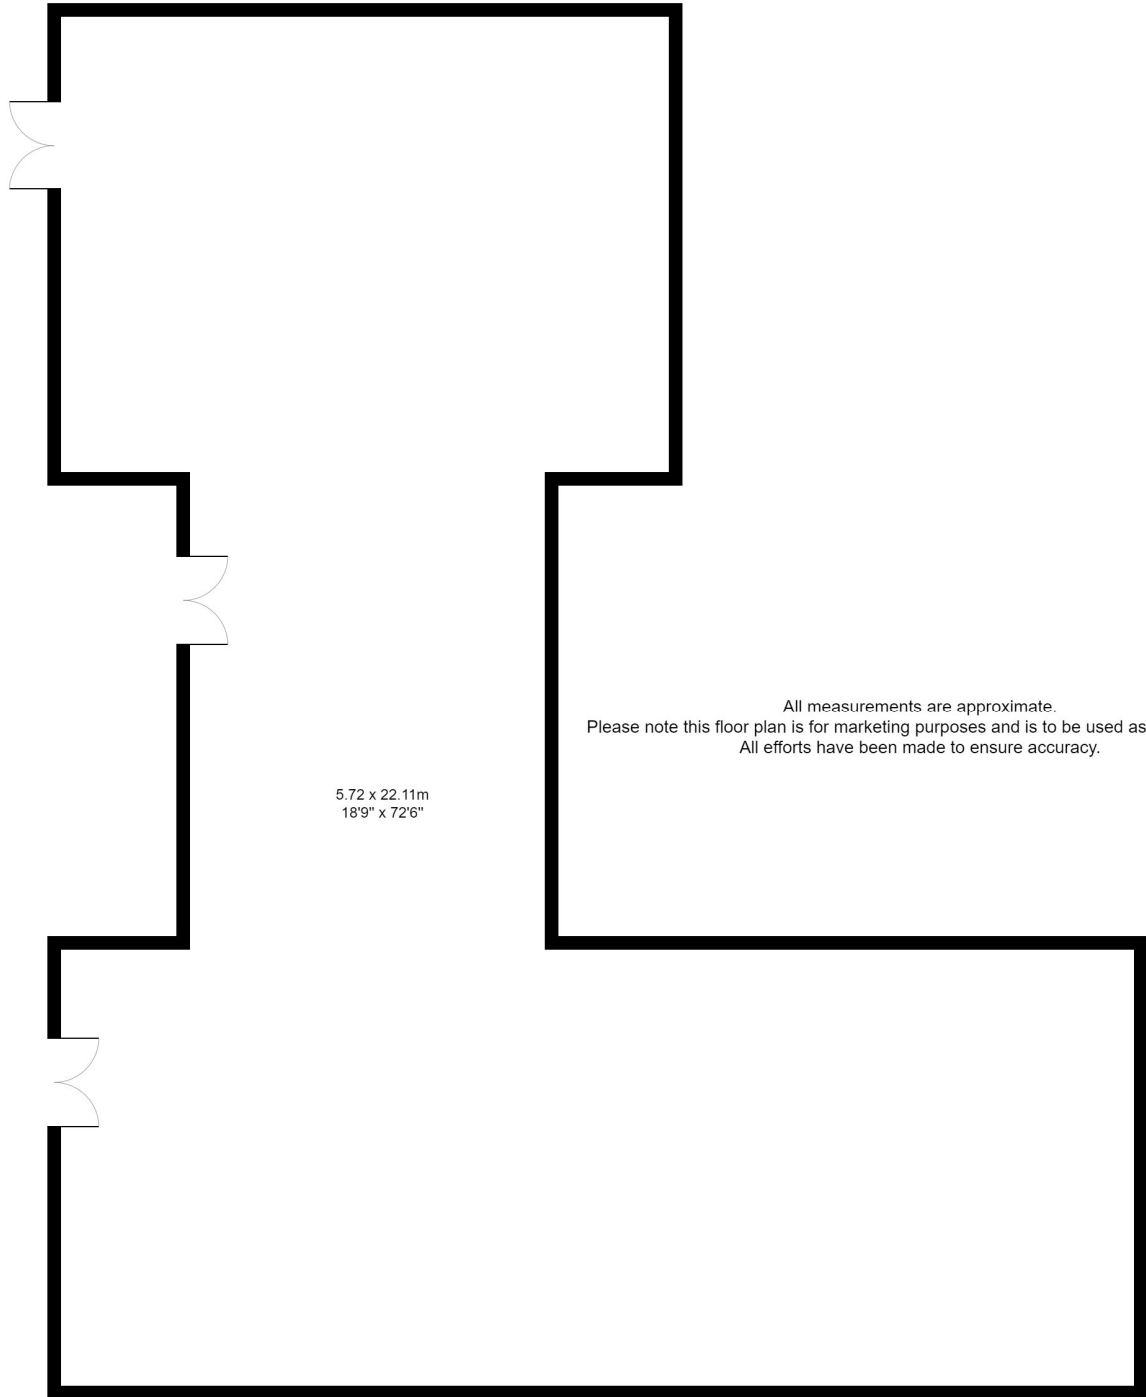 All measurements are approximate.
Please note this floor plan is for marketing purposes and is to be used as
All efforts have been made to ensure accuracy.
5.72 x 22.11m
18'9" x 72'6"